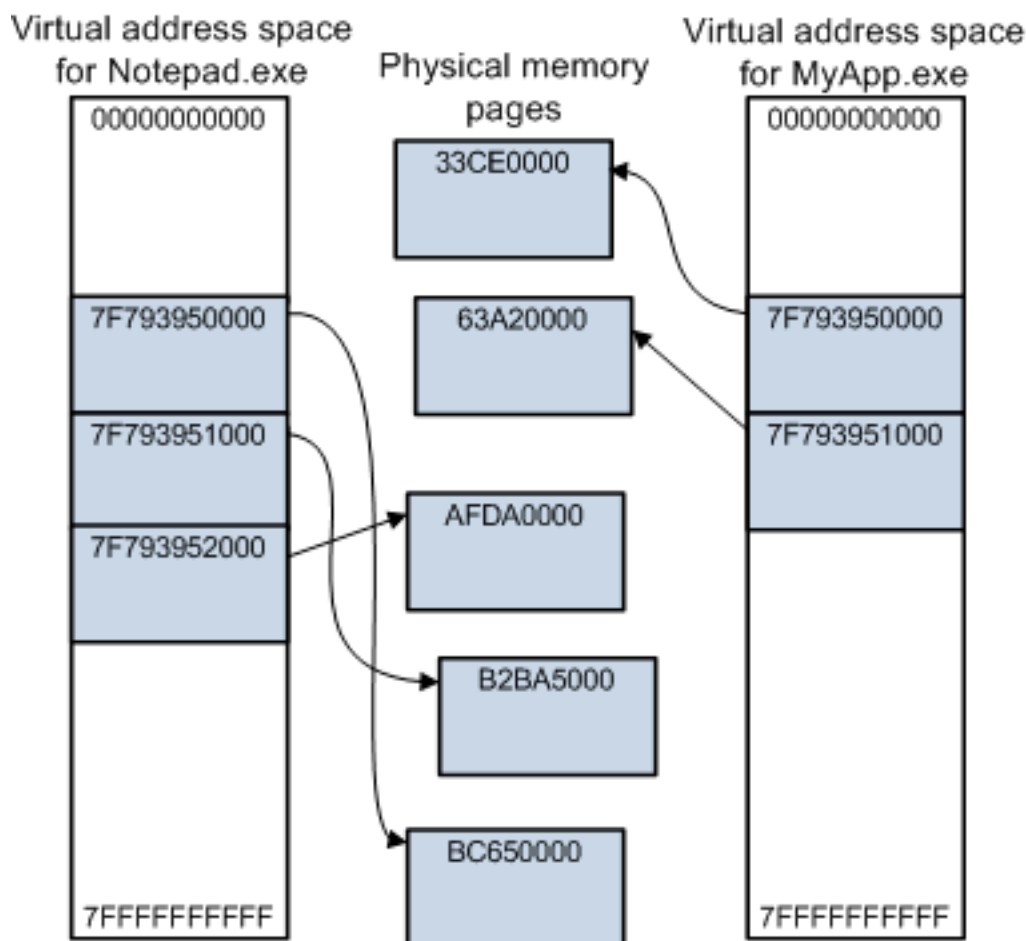 Virtual address space
for Notepad.exe
00000000000
7F793950000
7F793951000
7F793952000
7FFFFFFFFFF
Physical memory
pages
33CE0000
63A20000
AFDA0000
B2BA5000
BC650000
Virtual address space
for MyApp.exe
00000000000
7F793950000
7F793951000
7FFFFFFFFFF